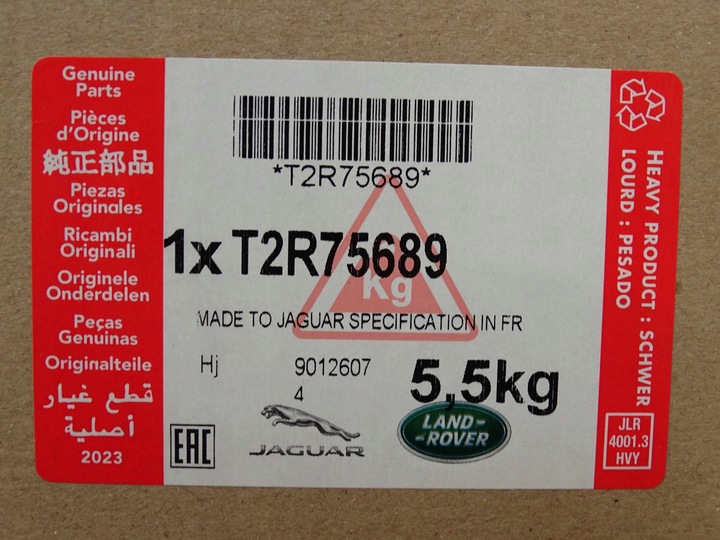 Genuine
Parts
Pièces
d'Origine
純正部品
Piezas
Originales
Ricambi
Originali
Originele
Onderdelen
Peças
Genuinas
Originalteile
قطع غيار
أصلية
2023
*T2R75689*
1x T2R75689
Kg
MADE TO JAGUAR SPECIFICATION IN FR
Hj
9012607
4
5,5kg
EAC
JAGUAR
LAND-
-ROVER
HEAVY PRODUCT : SCHWER
LOURD : PESADO
JLR
4001.3
HVY